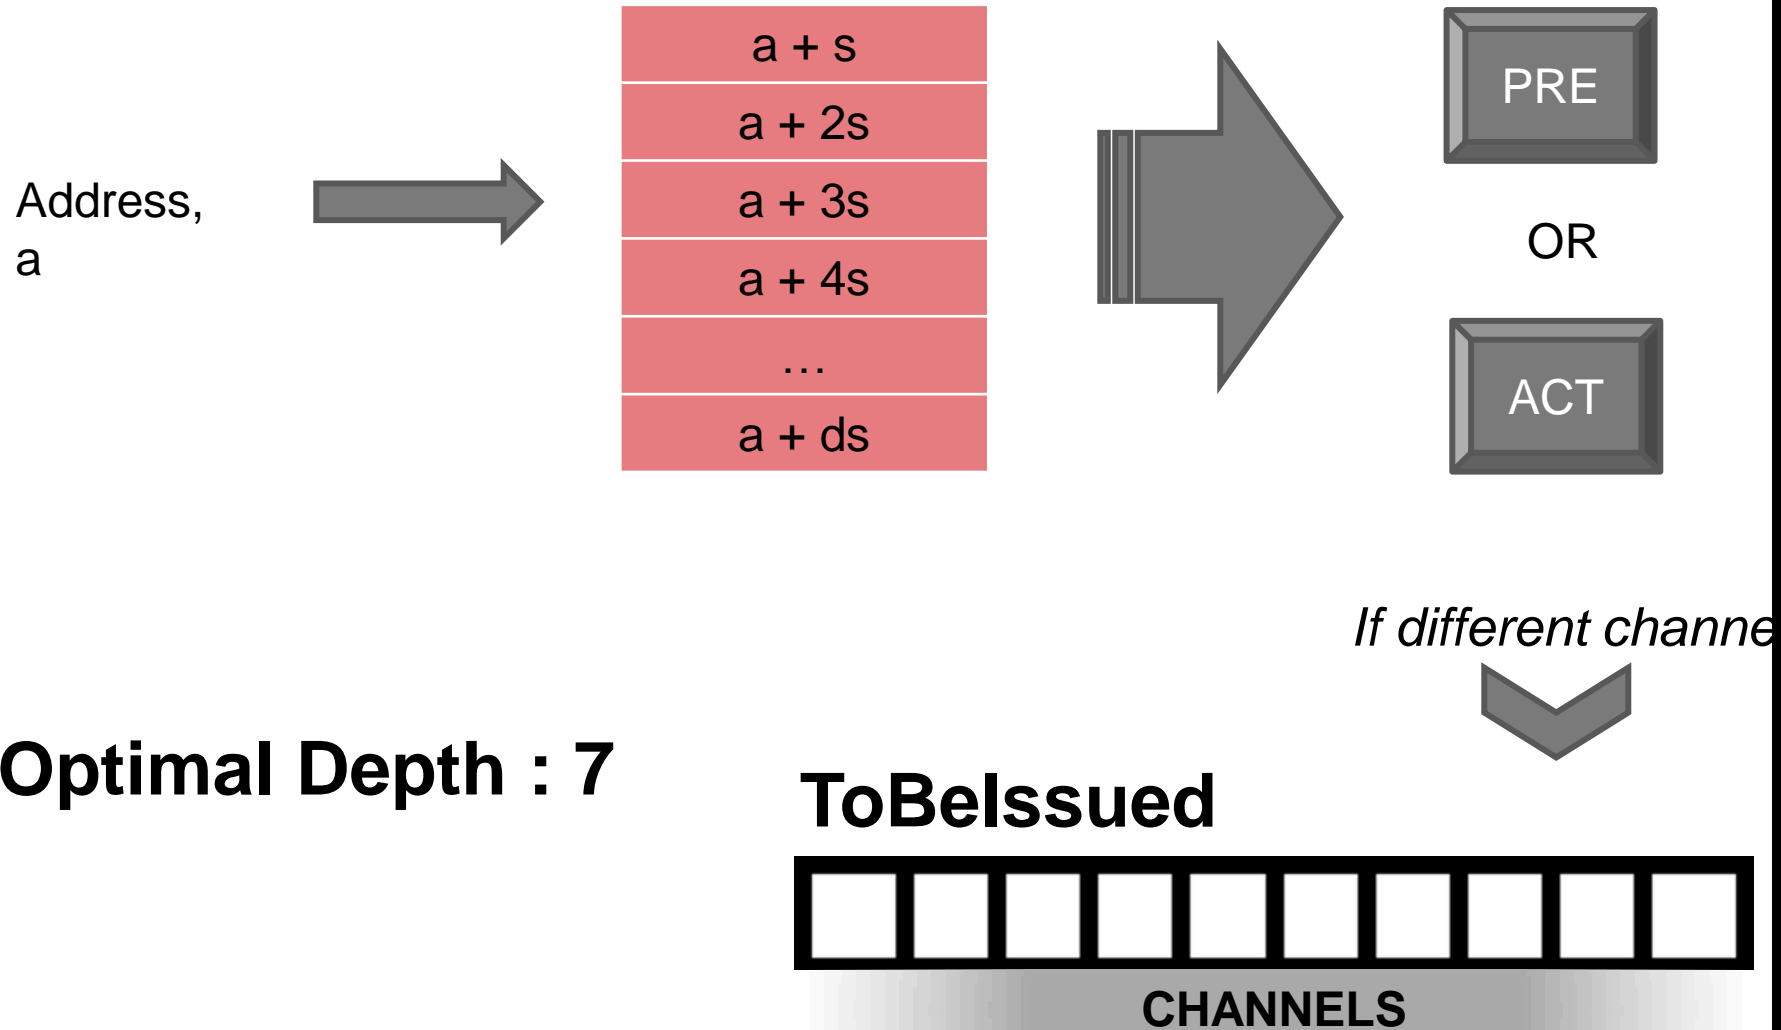 Address,
a
a + s
a + 2s
a + 3s
a + 4s
…
a + ds
PRE
OR
ACT
If different channe
Optimal Depth : 7
ToBeIssued
CHANNELS